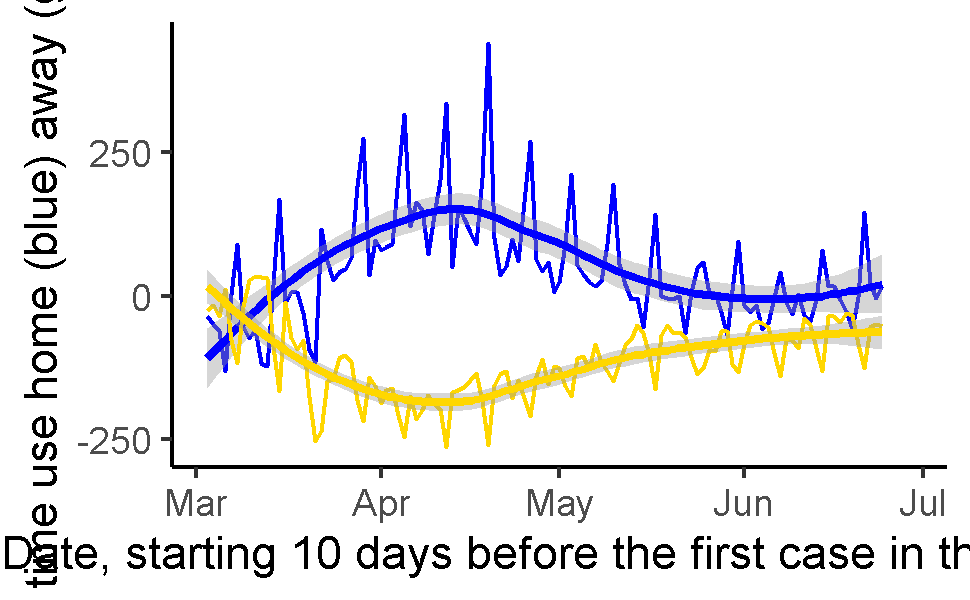 time use home (blue) away (
250
0
-250
Mar Apr May Jun Jul
Date, starting 10 days before the first case in th